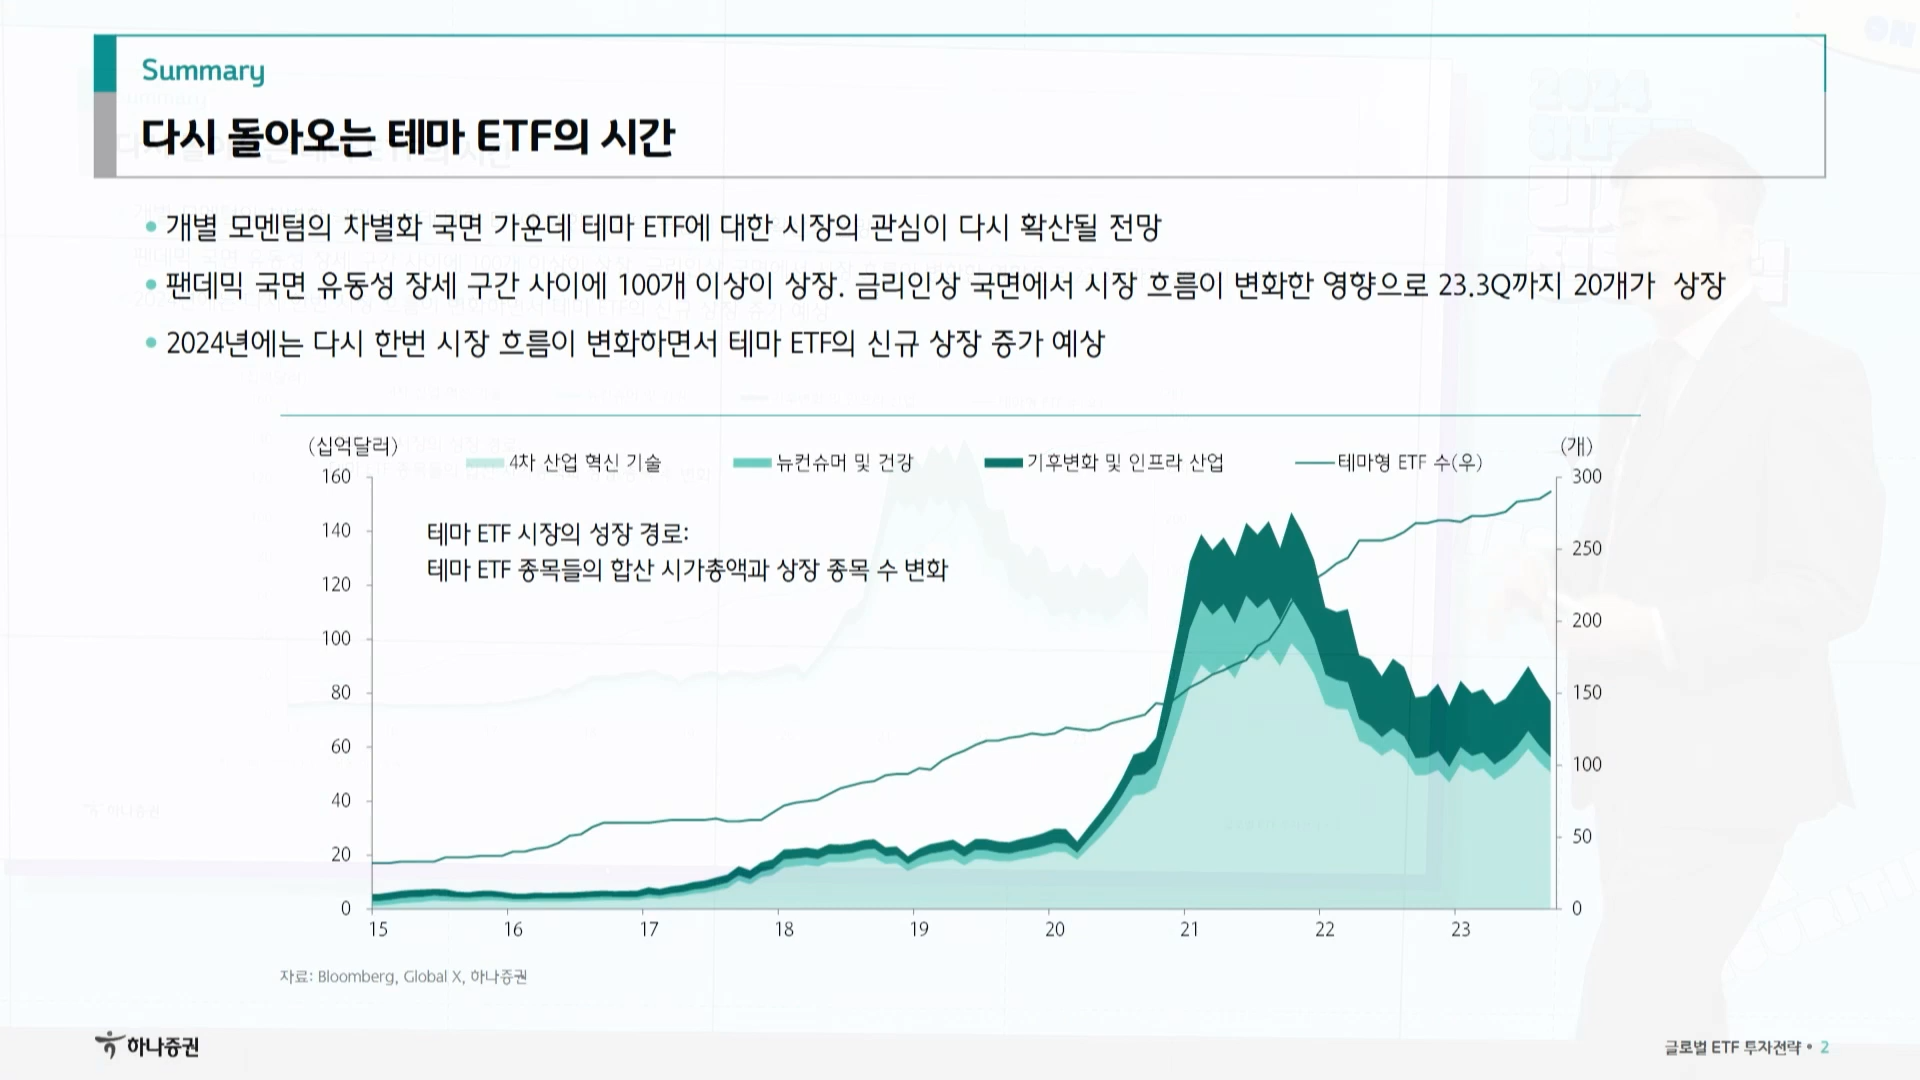 Summary
다시 돌아오는 테마 ETF의 시간
• 개별 모멘텀의 차별화 국면 가운데 테마 ETF에 대한 시장의 관심이 다시 확산될 전망
• 팬데믹 국면 유동성 장세 구간 사이에 100개 이상이 상장. 금리인상 국면에서 시장 흐름이 변화한 영향으로 23.3Q까지 20개가 상장
• 2024년에는 다시 한번 시장 흐름이 변화하면서 테마 ETF의 신규 상장 증가 예상
(십억달러)
(개)
4차 산업 혁신 기술
뉴컨슈머 및 건강
기후변화 및 인프라 산업
테마형 ETF 수(우)
테마 ETF 시장의 성장 경로:
테마 ETF 종목들의 합산 시가총액과 상장 종목 수 변화
160
140
120
100
80
60
40
20
0
300
250
200
150
100
50
0
15 16 17 18 19 20 21 22 23
자료: Bloomberg, Global X, 하나증권
하나증권
글로벌 ETF 투자전략 • 2